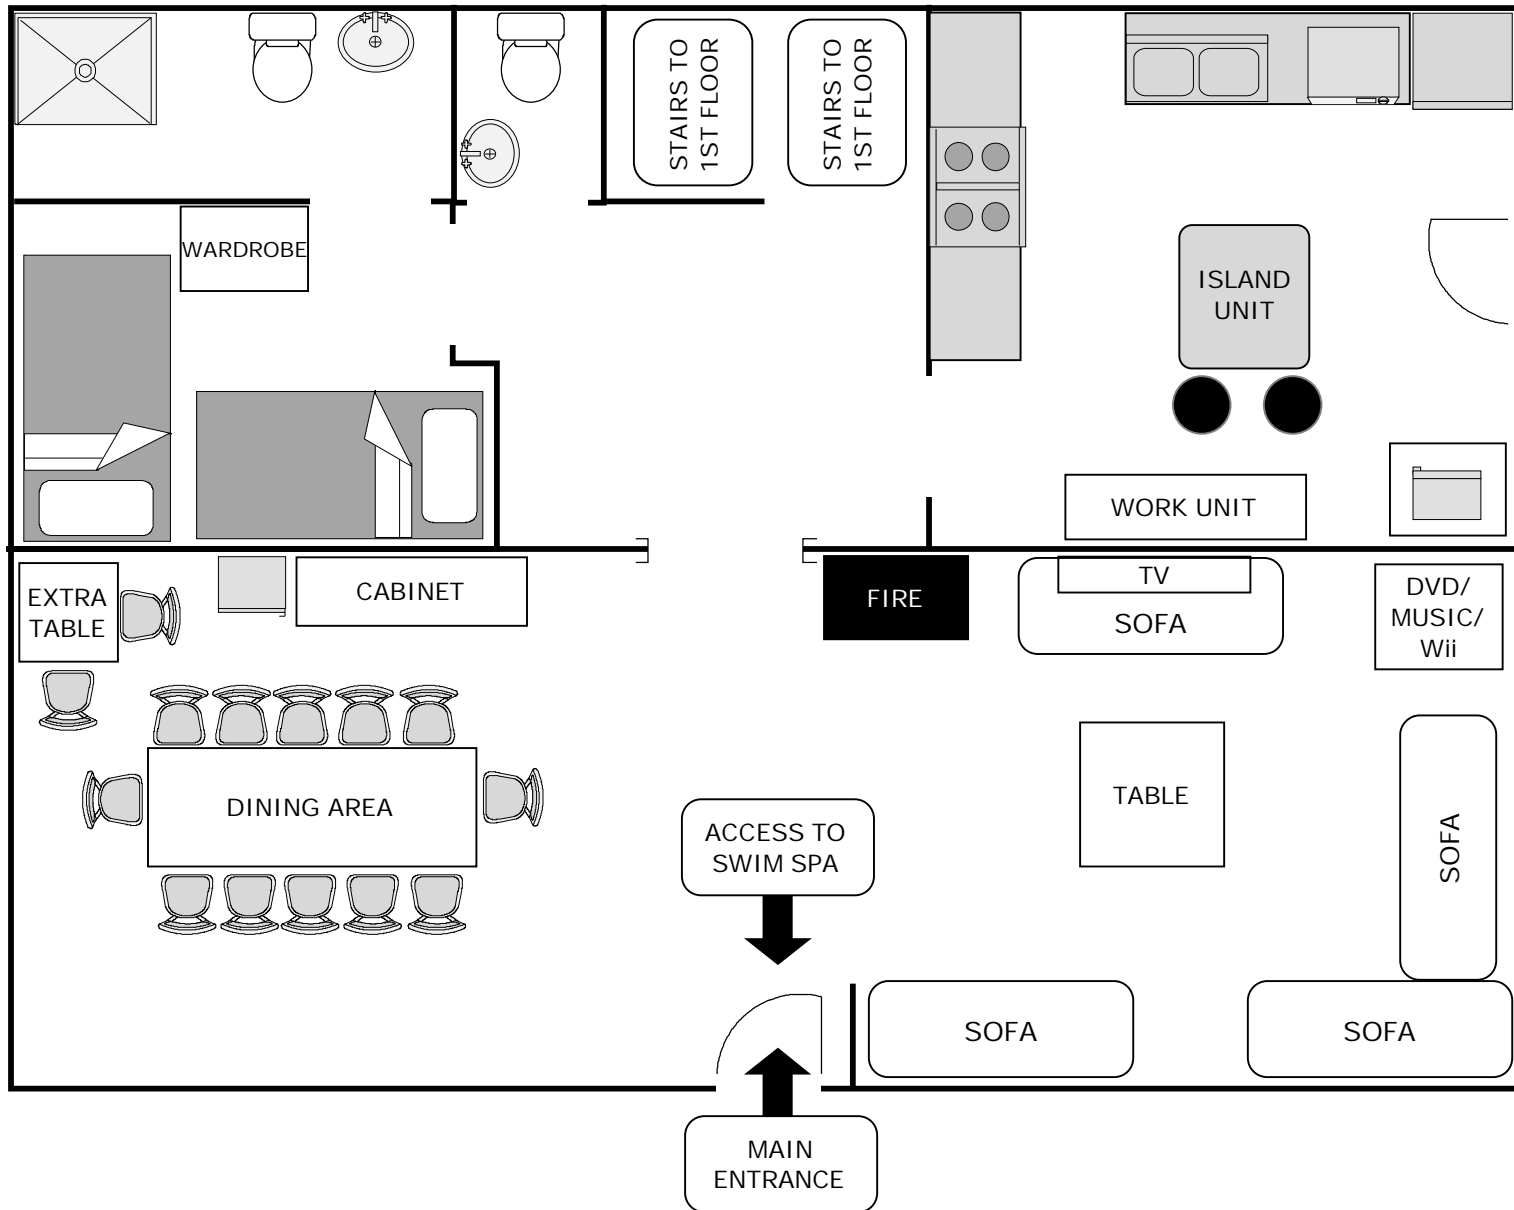 STAIRS TO
1ST FLOOR
STAIRS TO
1ST FLOOR
WARDROBE
ISLAND
UNIT
WORK UNIT
EXTRA
TABLE
CABINET
FIRE
TV
SOFA
DVD/
MUSIC/
Wii
DINING AREA
TABLE
SOFA
ACCESS TO
SWIM SPA
SOFA
SOFA
MAIN
ENTRANCE